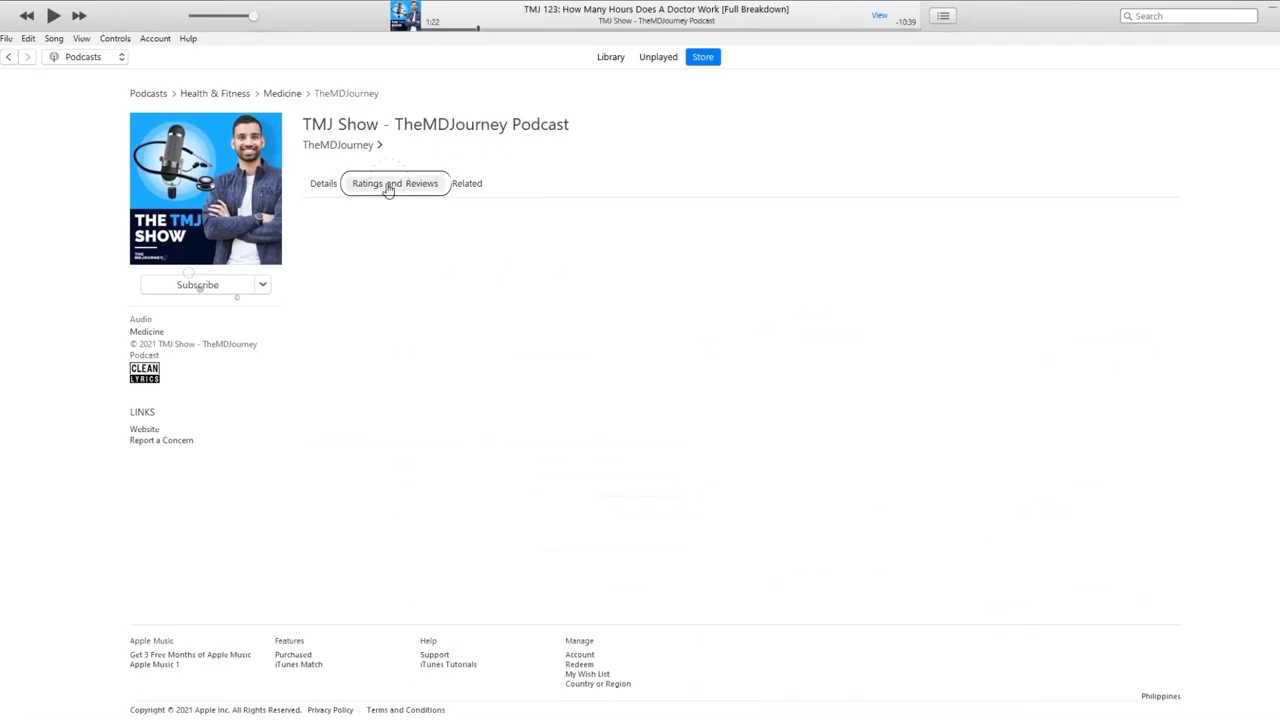 TMJ 123: How Many Hours Does A Doctor Work [Full Breakdown]
TMJ Show - TheMDJourney Podcast
1:22
-10:39
View
Search
File Edit Song View Controls Account Help
Podcasts
Library Unplayed Store
Podcasts > Health & Fitness > Medicine > TheMDJourney
TMJ Show - TheMDJourney Podcast
TheMDJourney >
Details Ratings and Reviews Related
THE TMJ
SHOW
THE
MDJOURNEY
Subscribe
Audio
Medicine
© 2021 TMJ Show - TheMDJourney
Podcast
CLEAN
LYRICS
LINKS
Website
Report a Concern
Apple Music Features Help Manage
Get 3 Free Months of Apple Music Purchased Support Account
Apple Music 1 iTunes Match iTunes Tutorials Redeem
My Wish List
Country or Region
Philippines
Copyright © 2021 Apple Inc. All Rights Reserved. Privacy Policy Terms and Conditions